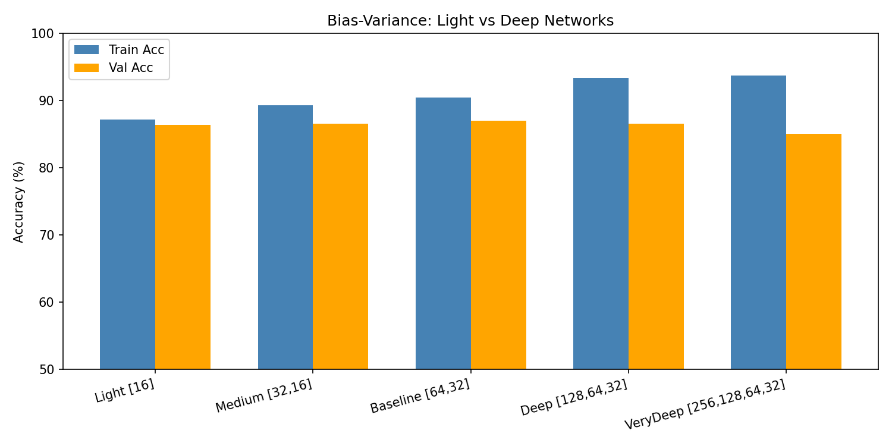 Bias-Variance: Light vs Deep Networks
Train Acc
Val Acc
Accuracy (%)
100
90
80
70
60
50
Light [16]
Medium [32,16]
Baseline [64,32]
Deep [128,64,32]
VeryDeep [256,128,64,32]